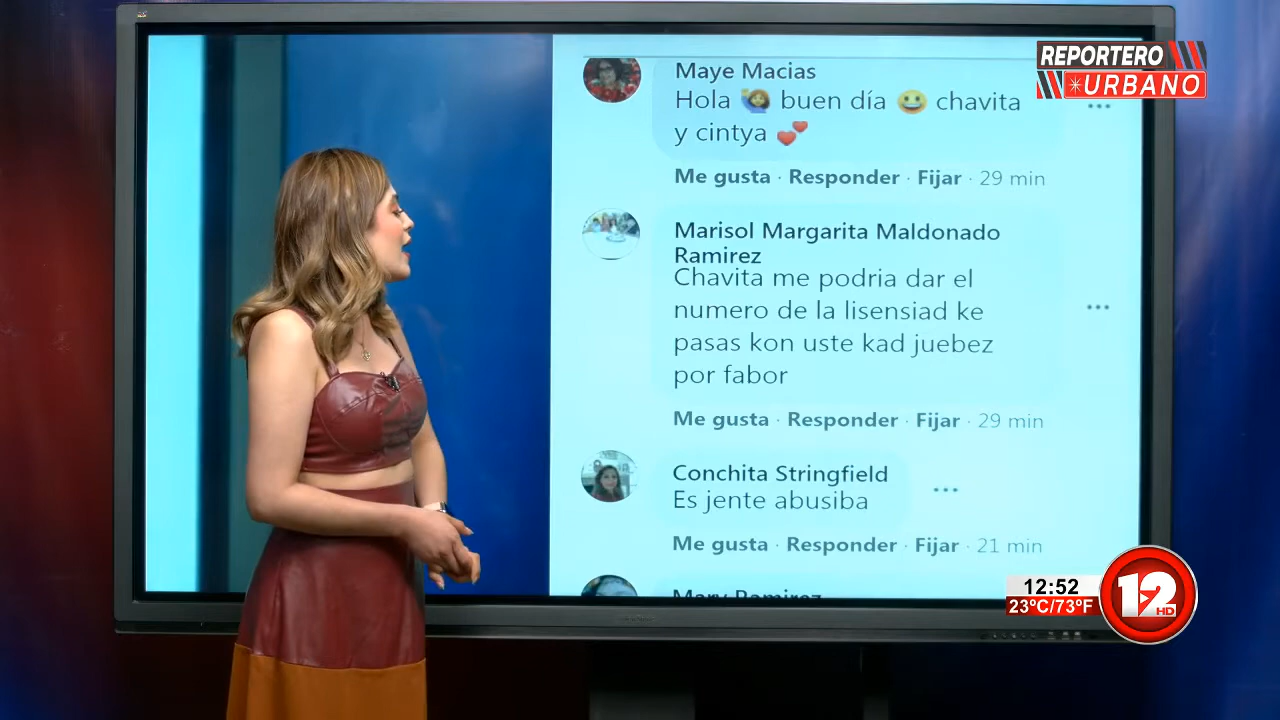 REPORTERO
URBANO
Maye Macias
Hola 🙋‍♀️ buen día 😀 chavita
y cintya 💕
Me gusta · Responder · Fijar · 29 min
Marisol Margarita Maldonado
Ramirez
Chavita me podria dar el
numero de la lisensiad ke
pasas kon uste kad juebez
por fabor
Me gusta · Responder · Fijar · 29 min
Conchita Stringfield
Es jente abusiba
Me gusta · Responder · Fijar · 21 min
Mary Ramirez
12:52
23°C/73°F
12
HD